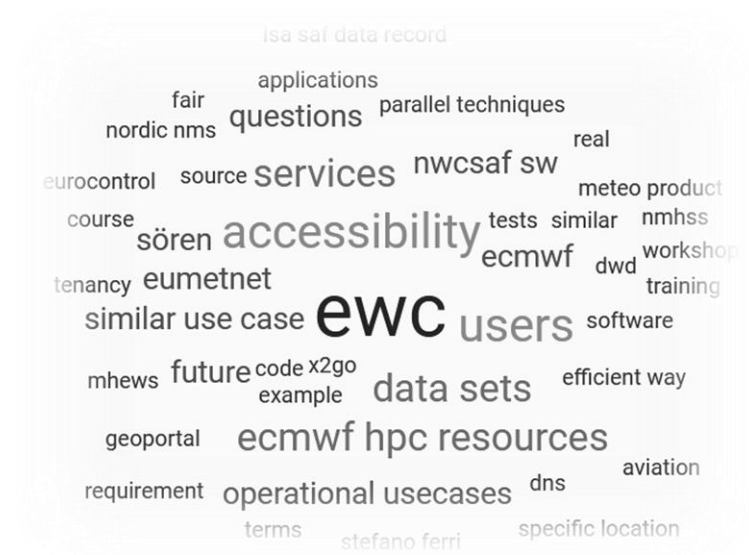 lsa saf data record
applications
fair
questions
parallel techniques
nordic nms
real
source
services
nwcsaf sw
eurocontrol
meteo product
course
sören
accessibility
tests
similar
nmhss
ecmwf
dwd
workshop
tenancy
eumetnet
training
similar use case
ewc
users
software
mhews
future
code
x2go
example
data sets
efficient way
geoportal
ecmwf hpc resources
aviation
requirement
operational usecases
dns
terms
stefano ferri
specific location